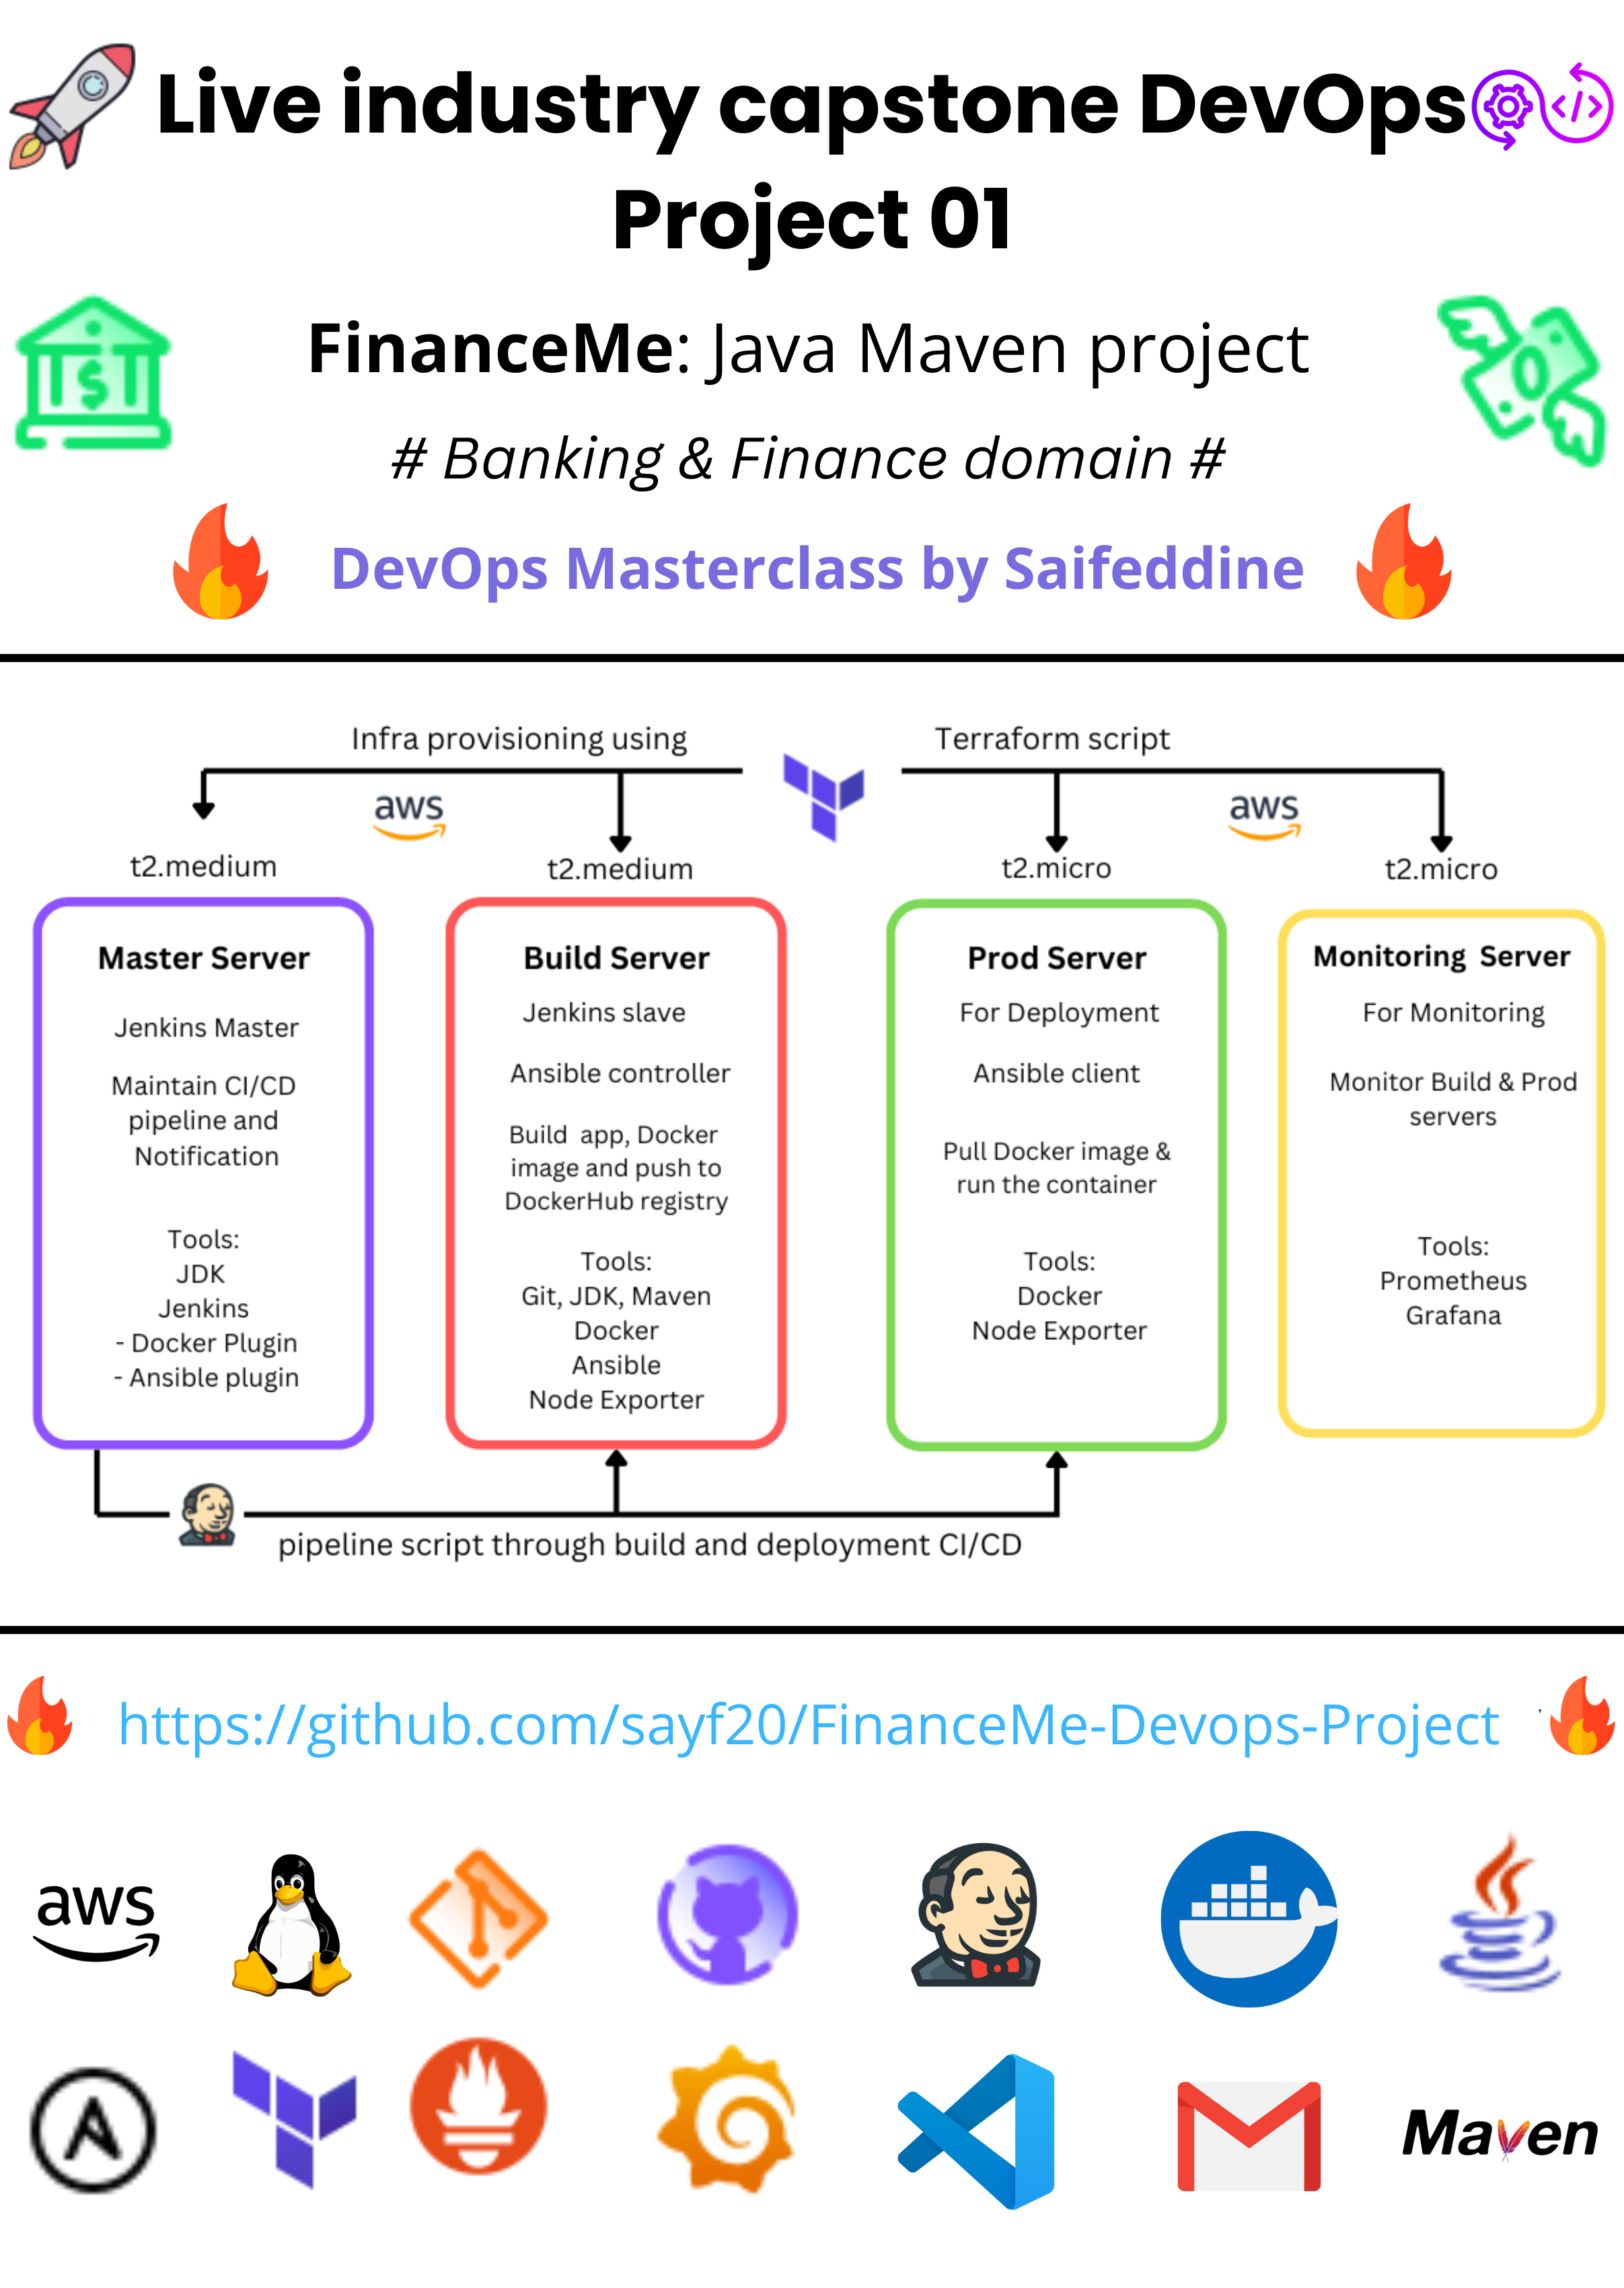 Live industry capstone DevOps
Project 01
FinanceMe: Java Maven project
# Banking & Finance domain #
DevOps Masterclass by Saifeddine
Infra provisioning using
Terraform script
aws
aws
t2.medium
t2.medium
t2.micro
t2.micro
Master Server
Jenkins Master
Maintain CI/CD
pipeline and
Notification
Tools:
JDK
Jenkins
- Docker Plugin
- Ansible plugin
Build Server
Jenkins slave
Ansible controller
Build app, Docker
image and push to
DockerHub registry
Tools:
Git, JDK, Maven
Docker
Ansible
Node Exporter
Prod Server
For Deployment
Ansible client
Pull Docker image &
run the container
Tools:
Docker
Node Exporter
Monitoring Server
For Monitoring
Monitor Build & Prod
servers
Tools:
Prometheus
Grafana
pipeline script through build and deployment CI/CD
https://github.com/sayf20/FinanceMe-Devops-Project
aws
Maven